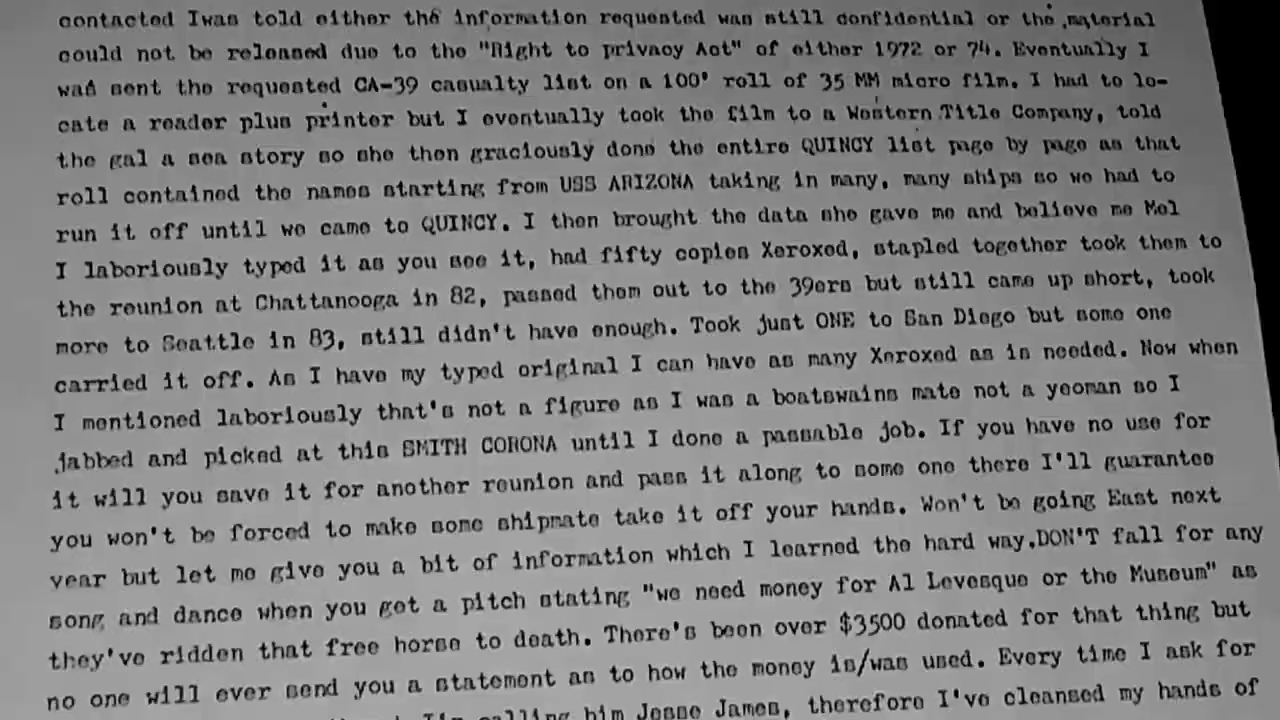 contacted Iwas told either the information requested was still confidential or the material
could not be released due to the "Right to privacy Act" of either 1972 or 74. Eventually I
was sent the requested CA-39 casualty list on a 100' roll of 35 MM micro film. I had to lo-
cate a reader plus printer but I eventually took the film to a Western Title Company, told
the gal a sea story so she then graciously done the entire QUINCY list page by page as that
roll contained the names starting from USS ARIZONA taking in many, many ships so we had to
run it off until we came to QUINCY. I then brought the data she gave me and believe me Mel
I laboriously typed it as you see it, had fifty copies Xeroxed, stapled together took them to
the reunion at Chattanooga in 82, passed them out to the 39ers but still came up short, took
more to Seattle in 83, still didn't have enough. Took just ONE to San Diego but some one
carried it off. As I have my typed original I can have as many Xeroxed as is needed. Now when
I mentioned laboriously that's not a figure as I was a boatswains mate not a yeoman so I
jabbed and picked at this SMITH CORONA until I done a passable job. If you have no use for
it will you save it for another reunion and pass it along to some one there I'll guarantee
you won't be forced to make some shipmate take it off your hands. Won't be going East next
year but let me give you a bit of information which I learned the hard way.DON'T fall for any
song and dance when you get a pitch stating "we need money for Al Levesque or the Museum" as
they've ridden that free horse to death. There's been over $3500 donated for that thing but
no one will ever send you a statement as to how the money is/was used. Every time I ask for
calling him Jesse James, therefore I've cleansed my hands of